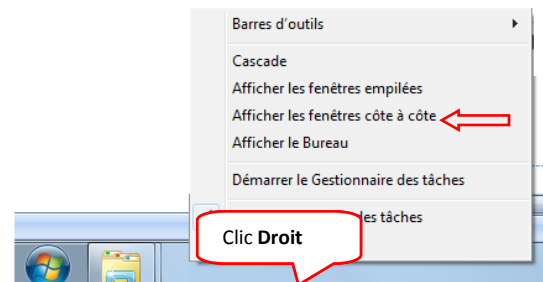 Barres d'outils
Cascade
Afficher les fenêtres empilées
Afficher les fenêtres côte à côte
Afficher le Bureau
Démarrer le Gestionnaire des tâches
des tâches
Clic Droit